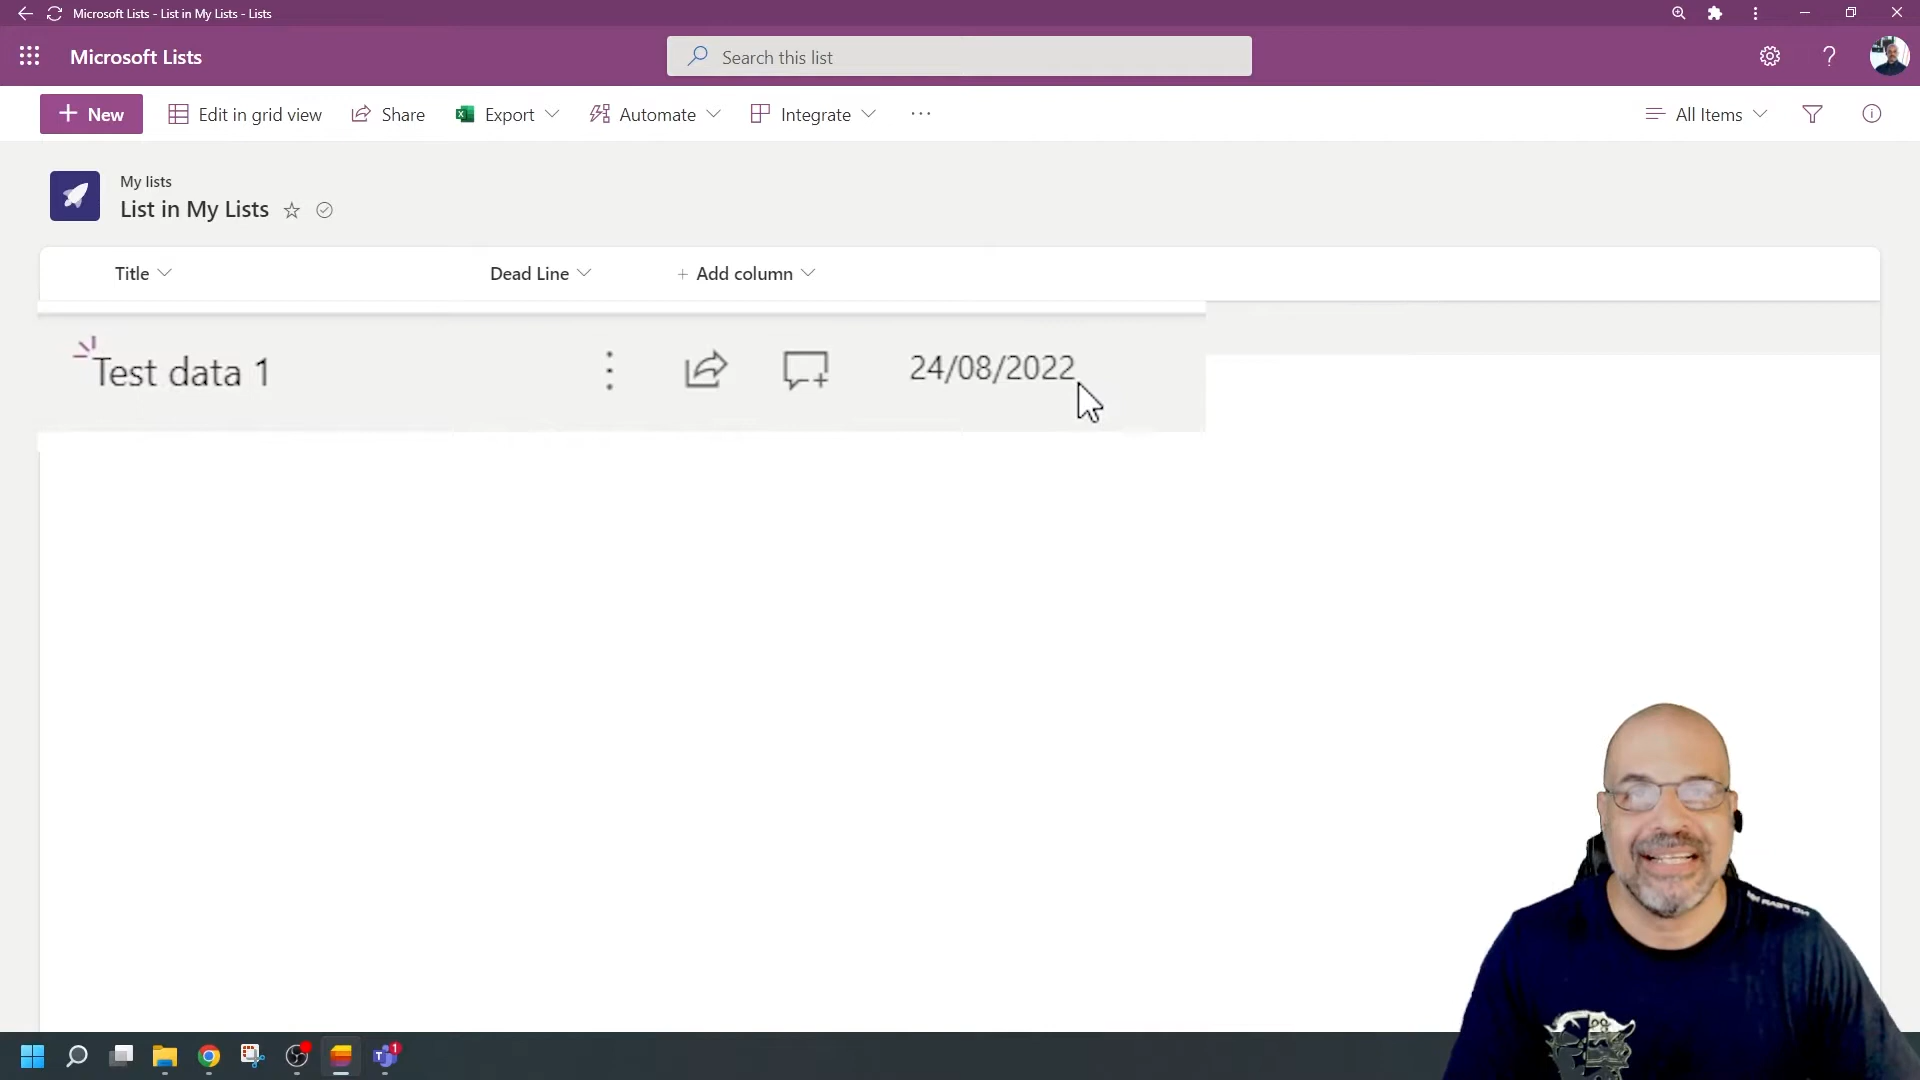 Microsoft Lists - List in My Lists - Lists
Microsoft Lists
Search this list
New
Edit in grid view
Share
Export
Automate
Integrate
All Items
My lists
List in My Lists
Title
Dead Line
+ Add column
Test data 1
24/08/2022
1